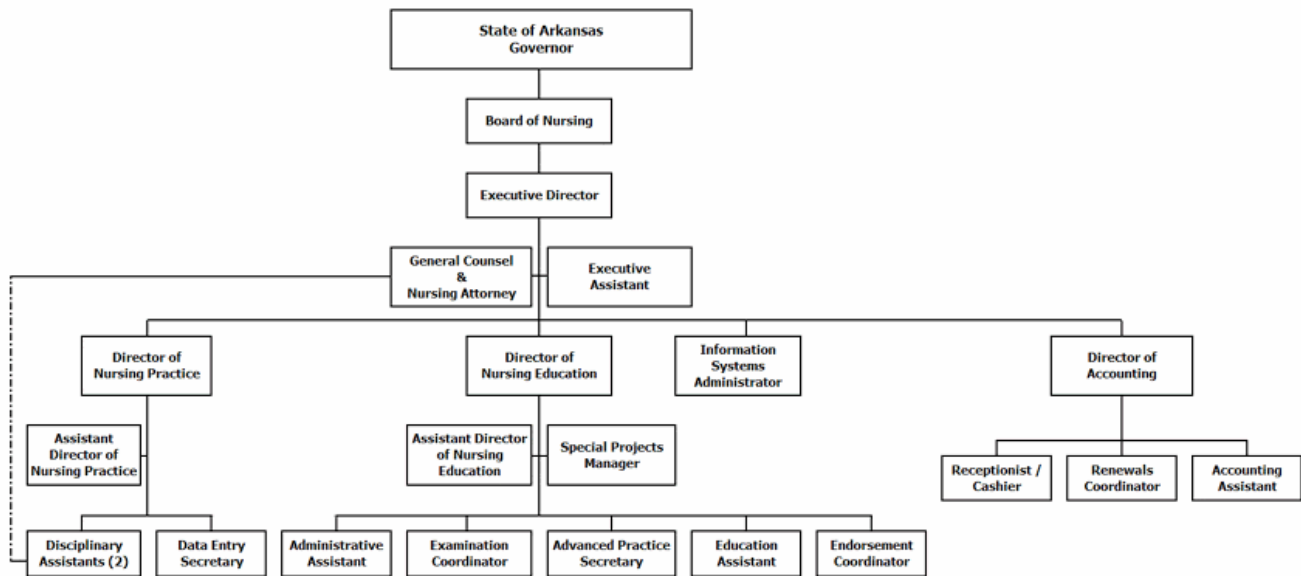 State of Arkansas
Governor
Board of Nursing
Executive Director
General Counsel
&
Nursing Attorney
Executive
Assistant
Director of
Nursing Practice
Director of
Nursing Education
Information
Systems
Administrator
Director of
Accounting
Assistant
Director of
Nursing Practice
Assistant Director
of Nursing
Education
Special Projects
Manager
Receptionist /
Cashier
Renewals
Coordinator
Accounting
Assistant
Disciplinary
Assistants (2)
Data Entry
Secretary
Administrative
Assistant
Examination
Coordinator
Advanced Practice
Secretary
Education
Assistant
Endorsement
Coordinator